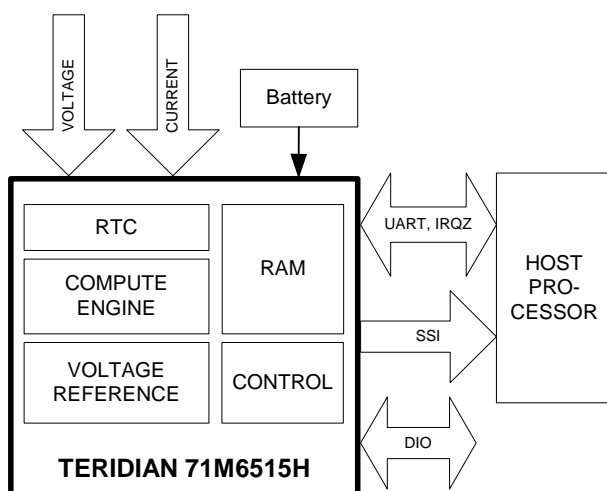 VOLTAGE
CURRENT
Battery
RTC
COMPUTE
ENGINE
VOLTAGE
REFERENCE
RAM
CONTROL
TERIDIAN 71M6515H
UART, IRQZ
SSI
DIO
HOST
PRO-
CESSOR